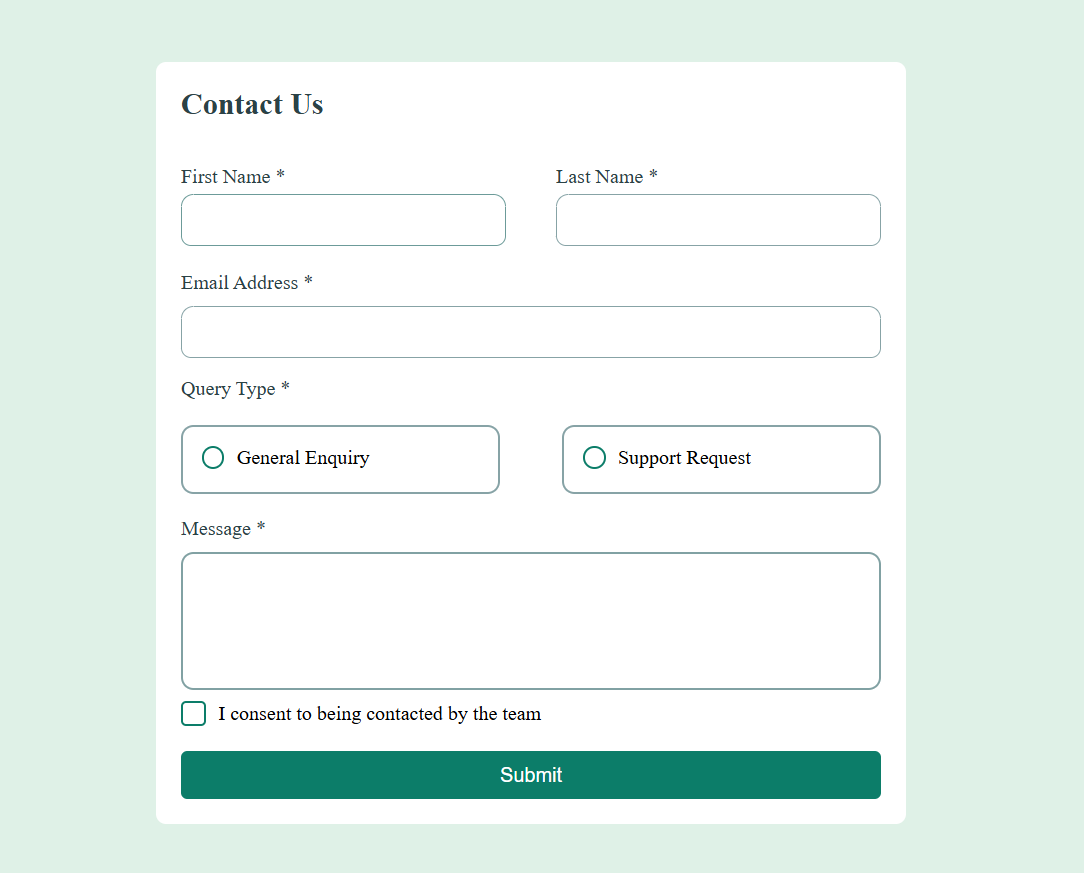 Contact Us
First Name * Last Name *
Email Address *
Query Type *
General Enquiry Support Request
Message *
I consent to being contacted by the team
Submit